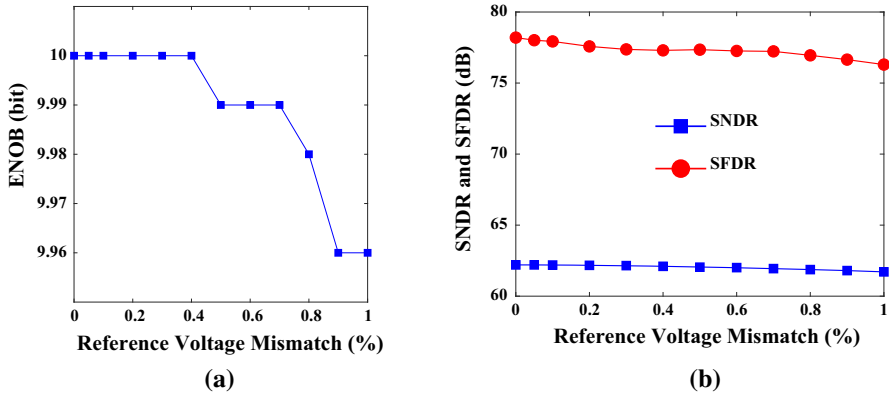 10
9.99
9.98
9.97
9.96
ENOB (bit)
0
0.2
0.4
0.6
0.8
1
Reference Voltage Mismatch (%)
(a)
80
75
70
65
60
SNDR and SFDR (dB)
SNDR
SFDR
0
0.2
0.4
0.6
0.8
1
Reference Voltage Mismatch (%)
(b)